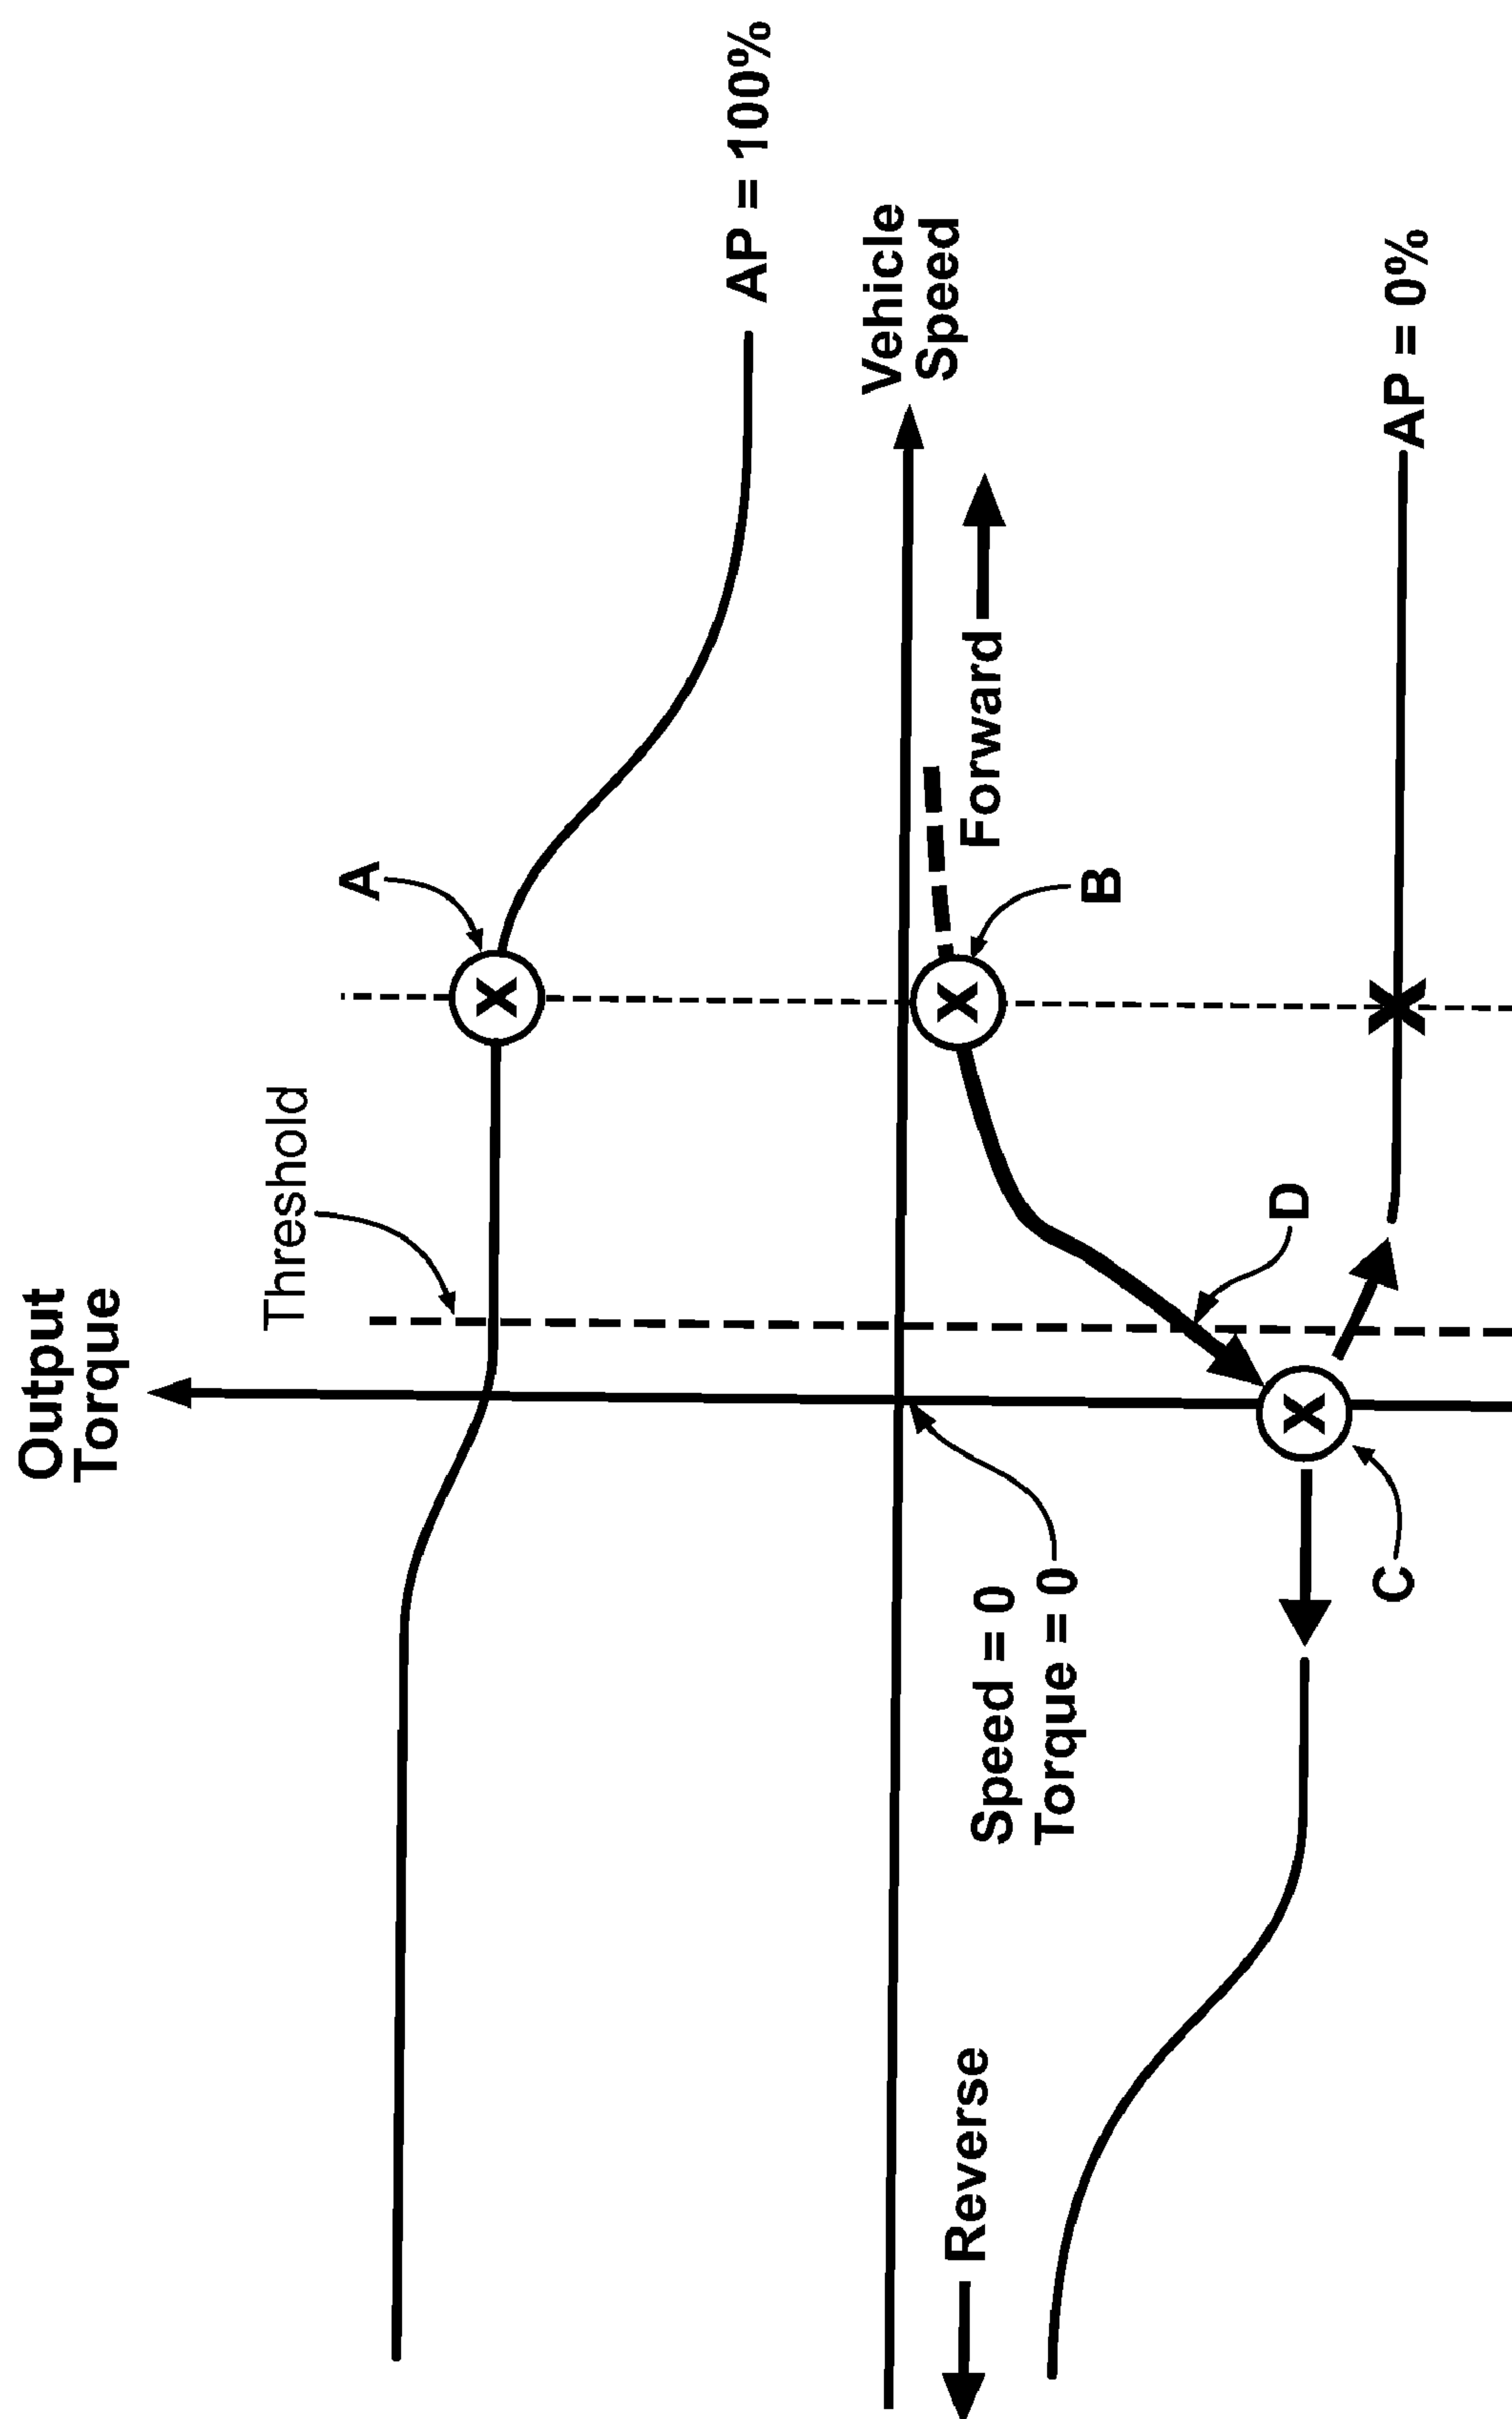 Output
Torque
Threshold
A
AP = 100%
Vehicle
Speed
Forward
B
Reverse
Speed = 0
Torque = 0
D
C
AP = 0%
X
X
X
X